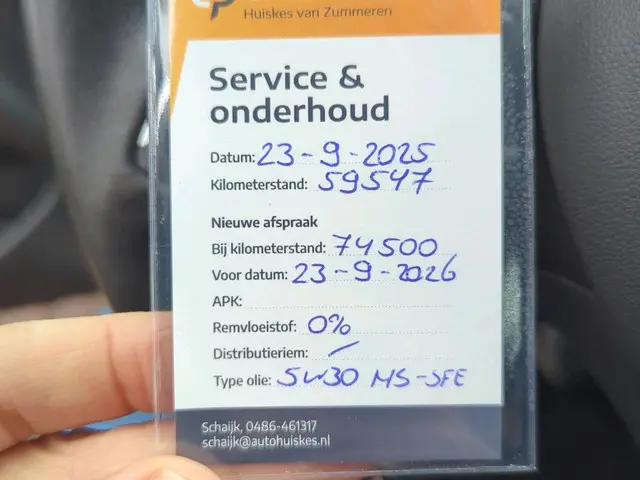 Huiskes van Zummeren
Service &
onderhoud
Datum: 23-9-2025
Kilometerstand: 59547
Nieuwe afspraak
Bij kilometerstand: 74500
Voor datum: 23-9-2026
APK:
Remvloeistof: 0%
Distributieriem: /
Type olie: 5W30 MS-SFE
Schaijk, 0486-461317
schaijk@autohuiskes.nl